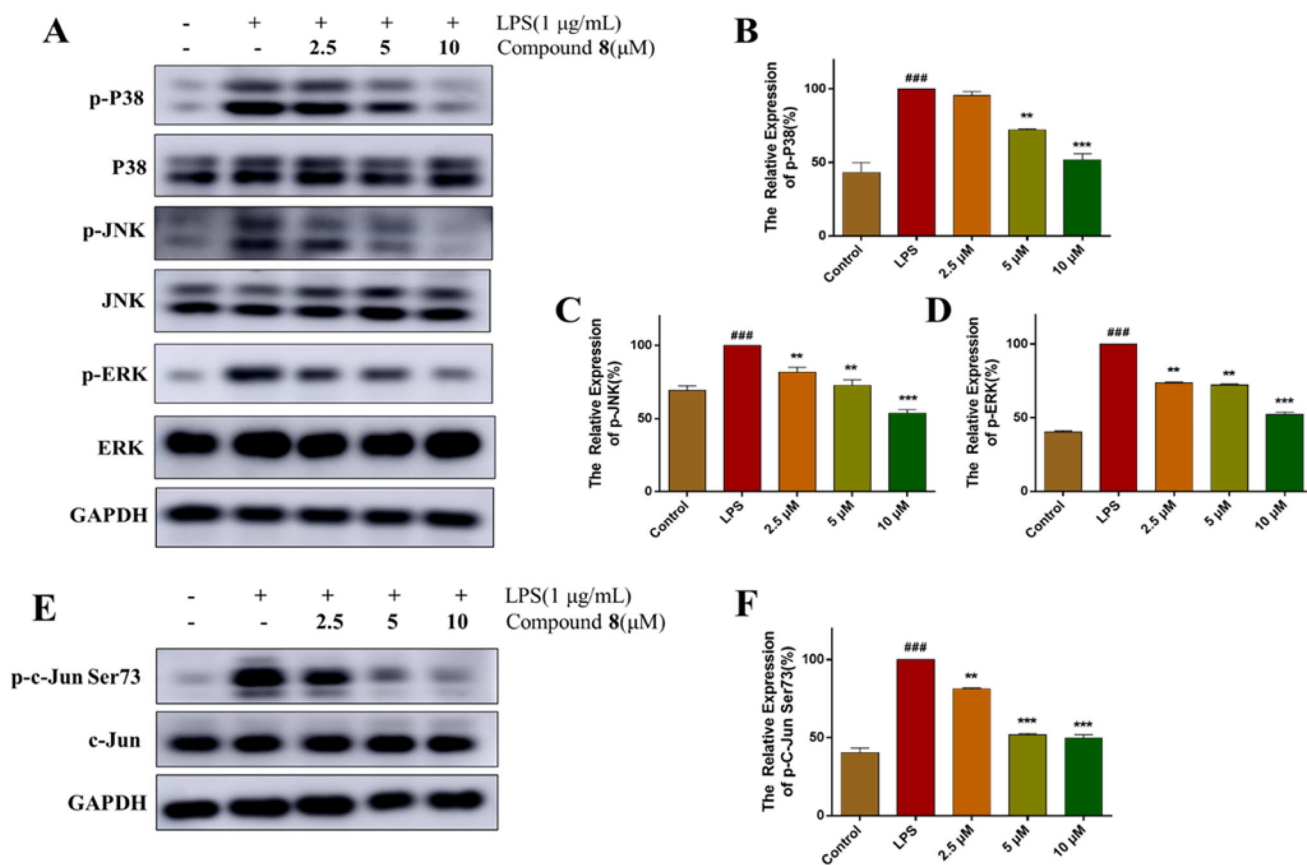 A
- + + + + LPS(1 μg/mL)
- - 2.5 5 10 Compound 8(μM)
p-P38
P38
p-JNK
JNK
p-ERK
ERK
GAPDH
B
The Relative Expression
of p-P38(%)
100
50
0
###
**
***
Control
LPS
2.5 μM
5 μM
10 μM
C
The Relative Expression
of p-JNK(%)
100
50
0
###
**
**
***
Control
LPS
2.5 μM
5 μM
10 μM
D
The Relative Expression
of p-ERK(%)
100
50
0
###
**
**
***
Control
LPS
2.5 μM
5 μM
10 μM
E
- + + + + LPS(1 μg/mL)
- - 2.5 5 10 Compound 8(μM)
p-c-Jun Ser73
c-Jun
GAPDH
F
The Relative Expression
of p-C-Jun Ser73(%)
100
50
0
###
**
***
***
Control
LPS
2.5 μM
5 μM
10 μM